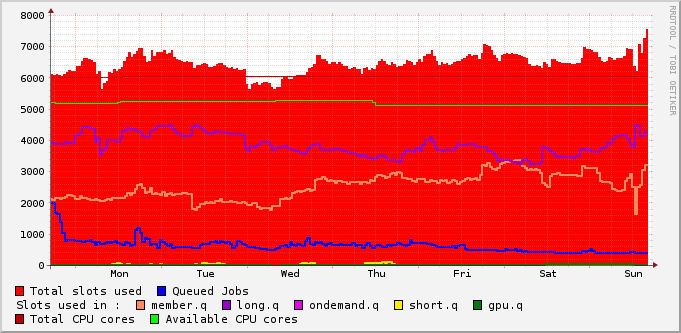 8000
7000
6000
5000
4000
3000
2000
1000
0
Mon Tue Wed Thu Fri Sat Sun
RRDTOOL / TOBI OETIKER
Total slots used Queued Jobs
Slots used in : member.q long.q ondemand.q short.q gpu.q
Total CPU cores Available CPU cores